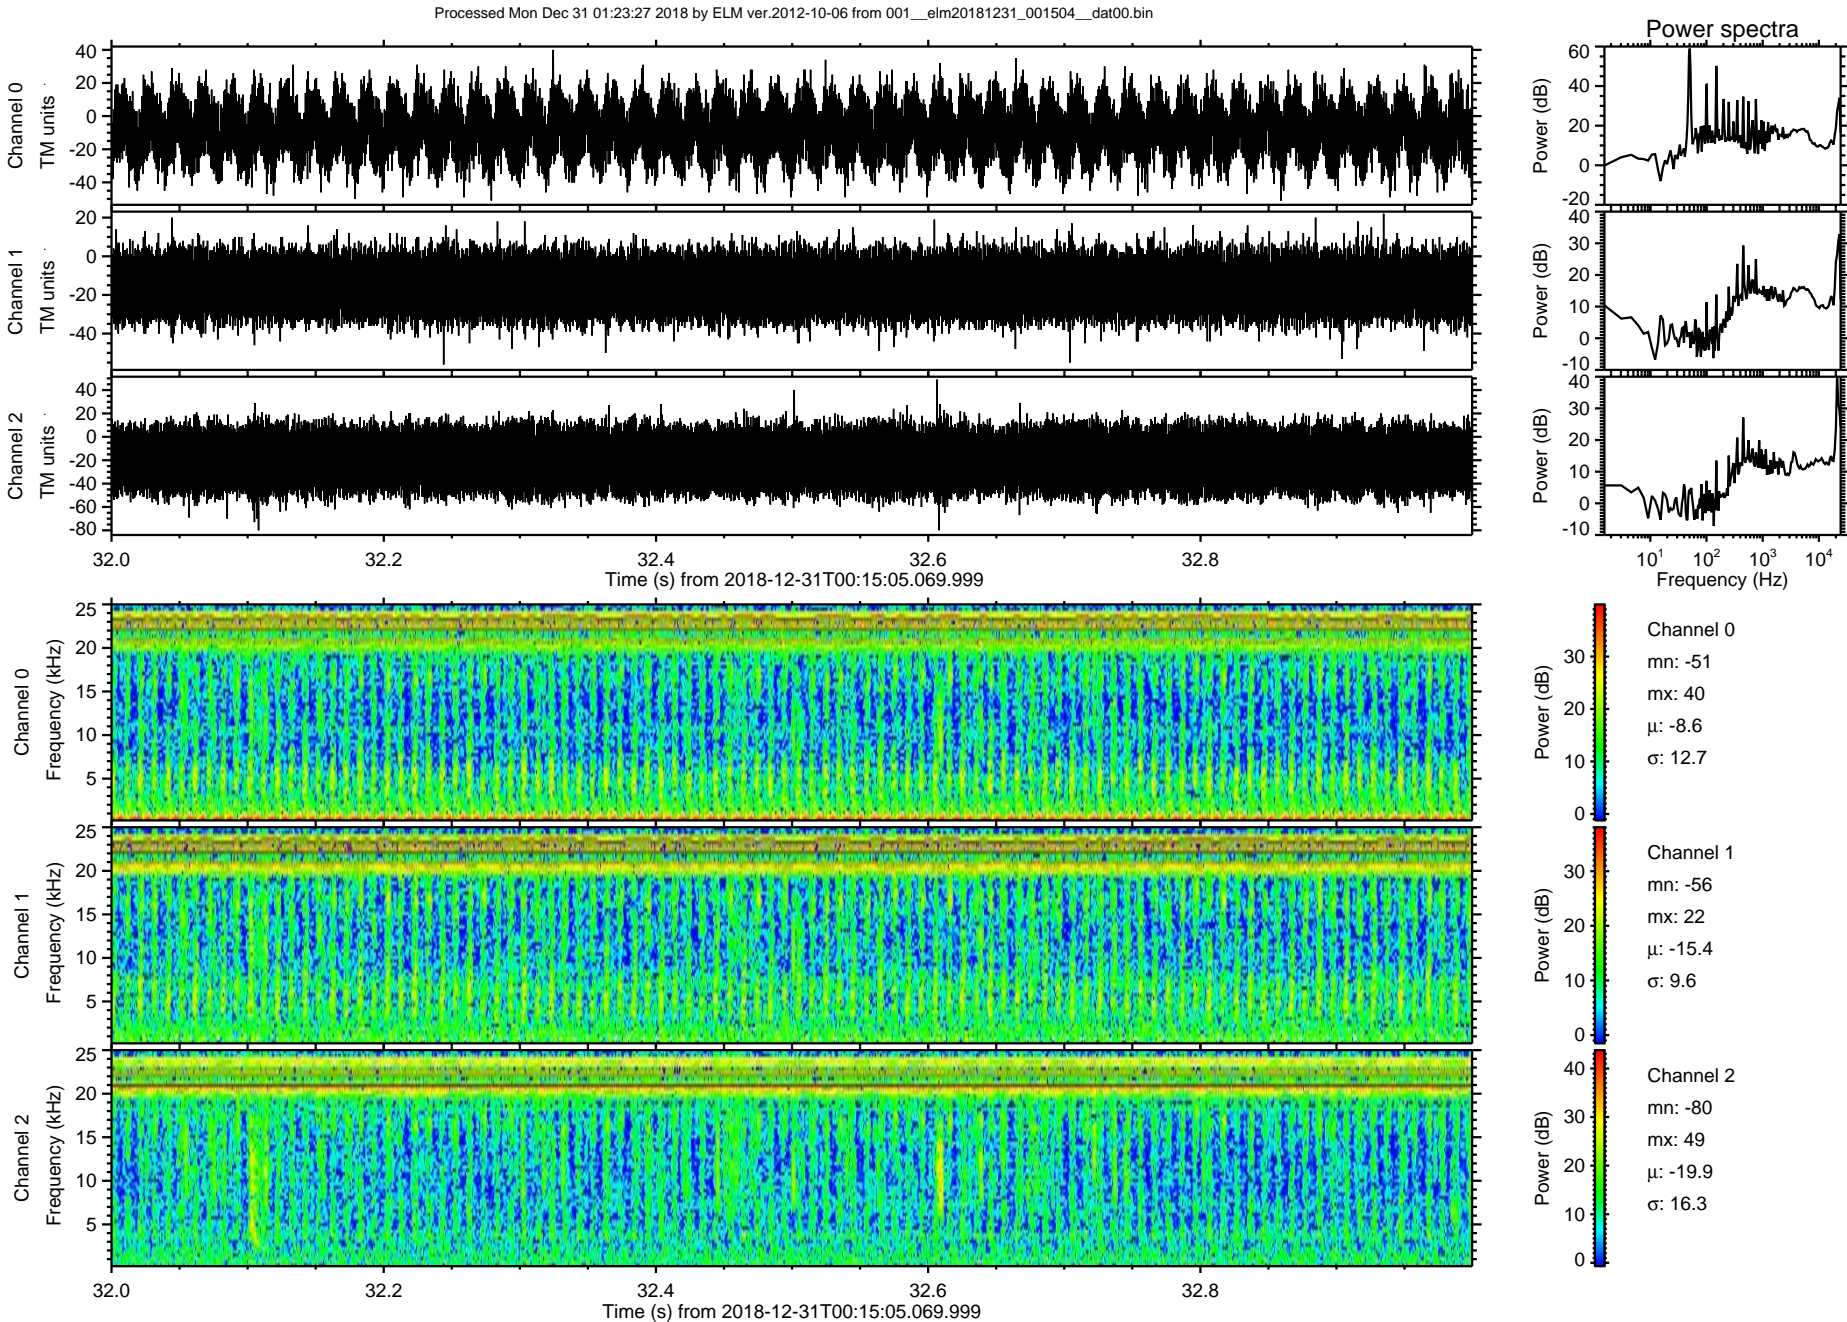 Processed Mon Dec 31 01:23:27 2018 by ELM ver.2012-10-06 from 001__elm20181231_001504__dat00.bin
Power spectra
Channel 0
TM units
40
20
0
-20
-40
Power (dB)
60
40
20
0
-20
Channel 1
TM units
20
0
-20
-40
Power (dB)
40
30
20
10
0
-10
Channel 2
TM units
40
20
0
-20
-40
-60
-80
Power (dB)
40
30
20
10
0
-10
32.0 32.2 32.4 32.6 32.8
Time (s) from 2018-12-31T00:15:05.069.999
10¹ 10² 10³ 10⁴
Frequency (Hz)
Channel 0
Frequency (kHz)
25
20
15
10
5
Power (dB)
30
20
10
0
Channel 0
mn: -51
mx: 40
μ: -8.6
σ: 12.7
Channel 1
Frequency (kHz)
25
20
15
10
5
Power (dB)
30
20
10
0
Channel 1
mn: -56
mx: 22
μ: -15.4
σ: 9.6
Channel 2
Frequency (kHz)
25
20
15
10
5
Power (dB)
40
30
20
10
0
Channel 2
mn: -80
mx: 49
μ: -19.9
σ: 16.3
32.0 32.2 32.4 32.6 32.8
Time (s) from 2018-12-31T00:15:05.069.999